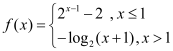 f(x) = { 2^{x-1} - 2 , x ≤ 1
-log_2(x+1), x > 1